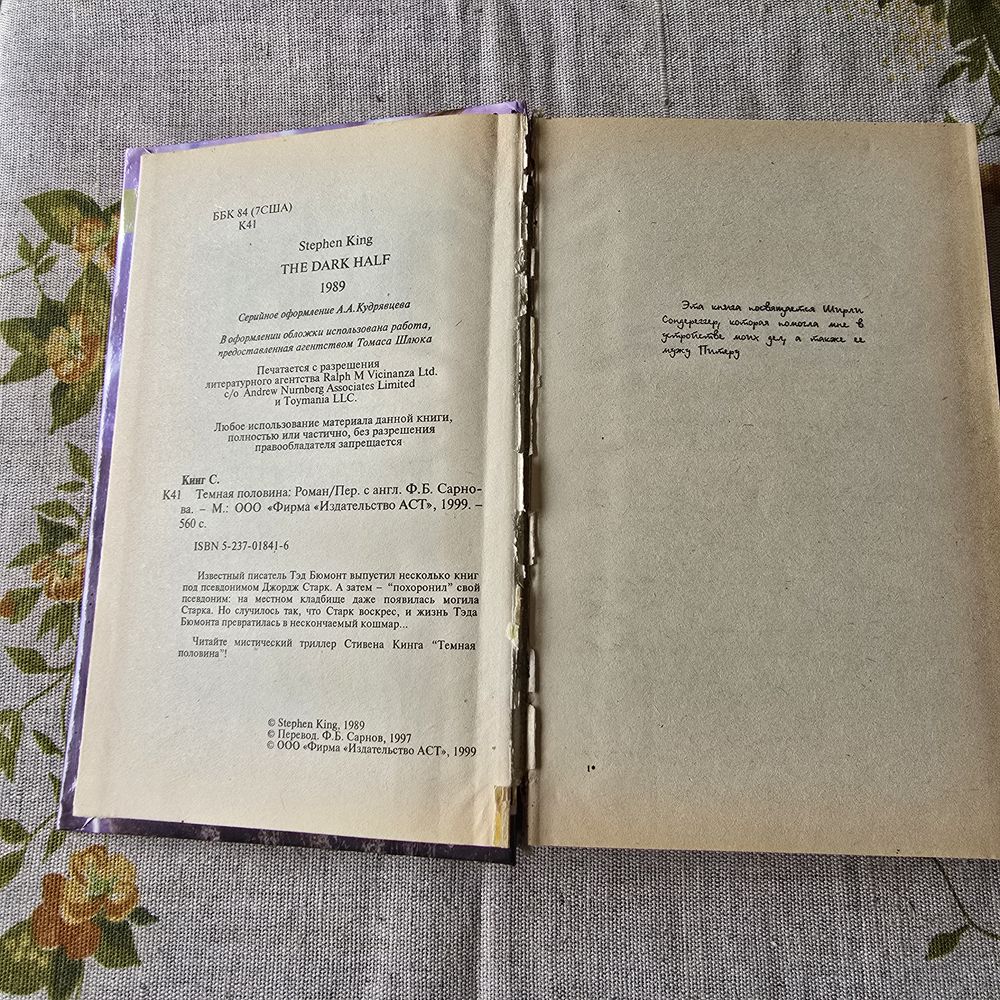 ББК 84 (7США)
К41
Stephen King
THE DARK HALF
1989
Серийное оформление А.А.Кудрявцева
В оформлении обложки использована работа,
предоставленная агентством Томаса Шлюка
Печатается с разрешения
литературного агентства Ralph M Vicinanza Ltd.
c/o Andrew Nurnberg Associates Limited
и Toymania LLC.
Любое использование материала данной книги,
полностью или частично, без разрешения
правообладателя запрещается
Кинг С.
К41 Темная половина: Роман/Пер. с англ. Ф.Б. Сарно-
ва. – М.: ООО «Фирма «Издательство АСТ», 1999. –
560 с.
ISBN 5-237-01841-6
Известный писатель Тэд Бюмонт выпустил несколько книг
под псевдонимом Джордж Старк. А затем – "похоронил" свой
псевдоним: на местном кладбище даже появилась могила
Старка. Но случилось так, что Старк воскрес, и жизнь Тэда
Бюмонта превратилась в нескончаемый кошмар...
Читайте мистический триллер Стивена Кинга "Темная
половина"!
© Stephen King, 1989
© Перевод. Ф.Б. Сарнов, 1997
© ООО «Фирма «Издательство АСТ», 1999
Эта книга посвящается Ширли
Сондереггер, которая помогла мне в
устройстве моих дел, а также ее
мужу Питеру
1*